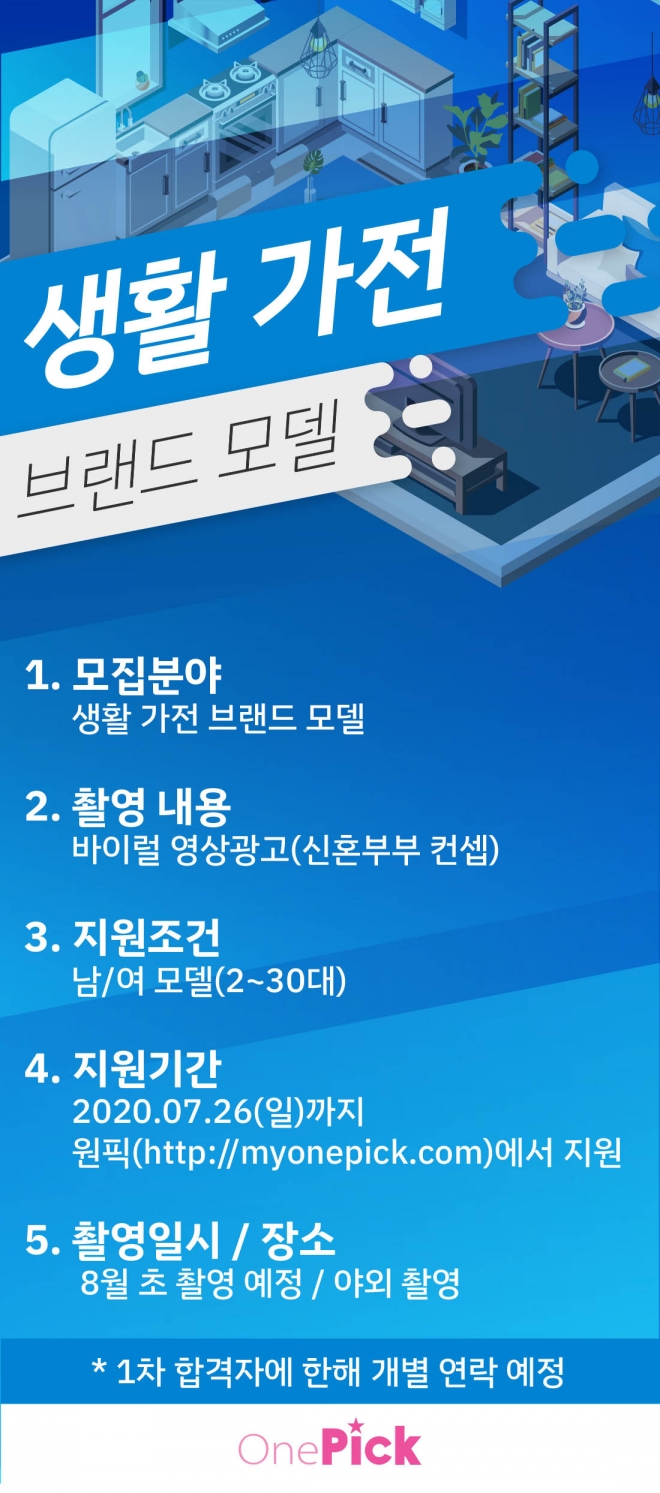 생활 가전
브랜드 모델
1. 모집분야
생활 가전 브랜드 모델
2. 촬영 내용
바이럴 영상광고(신혼부부 컨셉)
3. 지원조건
남/여 모델(2~30대)
4. 지원기간
2020.07.26(일)까지
원픽(http://myonepick.com)에서 지원
5. 촬영일시 / 장소
8월 초 촬영 예정 / 야외 촬영
* 1차 합격자에 한해 개별 연락 예정
OnePick